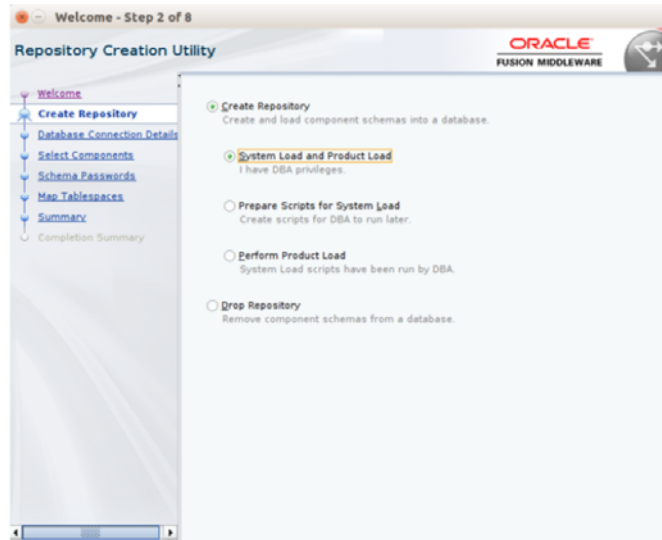 Welcome - Step 2 of 8
Repository Creation Utility
ORACLE
FUSION MIDDLEWARE
Welcome
Create Repository
Database Connection Details
Select Components
Schema Passwords
Map Tablespaces
Summary
Completion Summary
Create Repository
Create and load component schemas into a database.
System Load and Product Load
I have DBA privileges.
Prepare Scripts for System Load
Create scripts for DBA to run later.
Perform Product Load
System Load scripts have been run by DBA.
Drop Repository
Remove component schemas from a database.